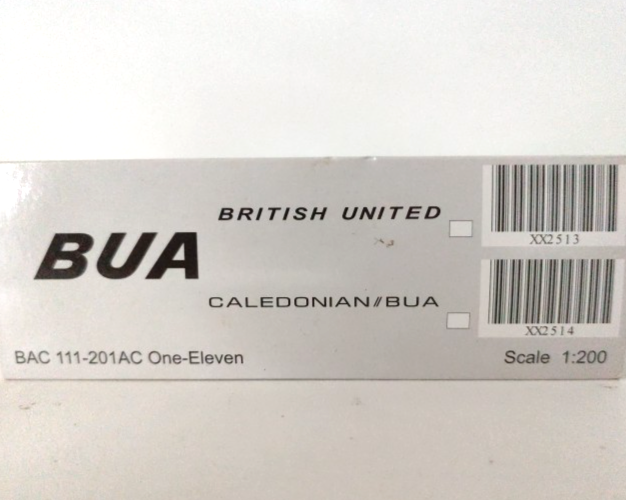 BRITISH UNITED
XX2513
BUA
CALEDONIAN//BUA
XX2514
BAC 111-201AC One-Eleven
Scale 1:200